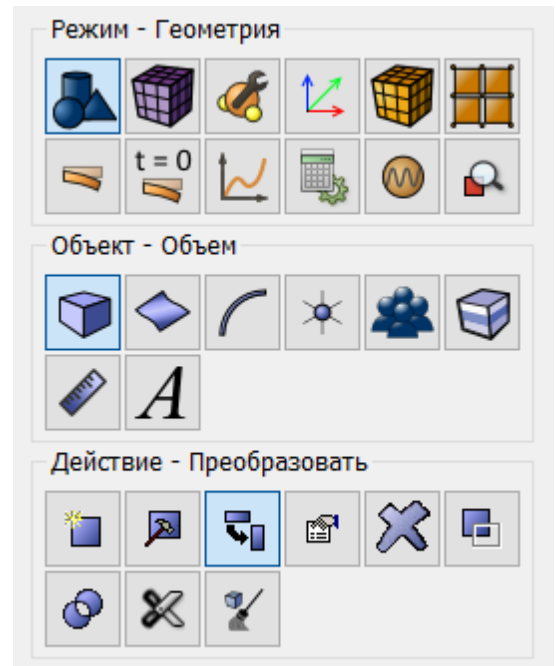 Режим - Геометрия
t = 0
Объект - Объем
A
Действие - Преобразовать